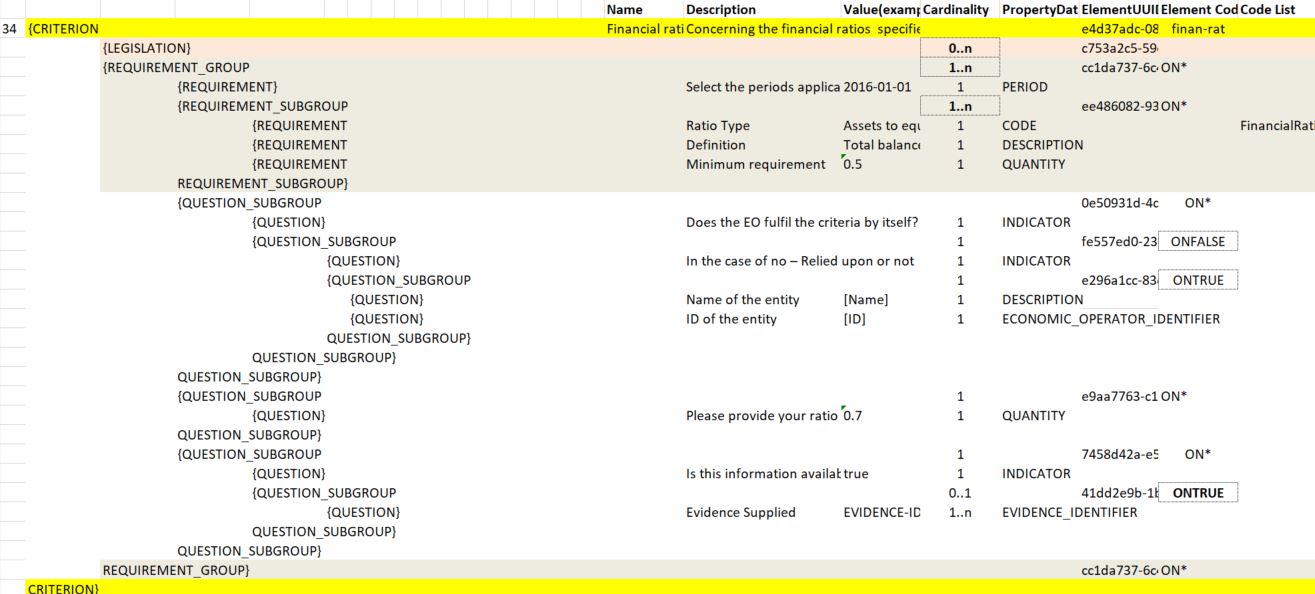 Name Description Value(examp Cardinality PropertyDat ElementUUII Element Cod Code List
34 {CRITERION Financial rati Concerning the financial ratios specifie e4d37adc-08 finan-rat
{LEGISLATION} 0..n c753a2c5-59
{REQUIREMENT_GROUP 1..n cc1da737-6c ON*
{REQUIREMENT} Select the periods applica 2016-01-01 1 PERIOD
{REQUIREMENT_SUBGROUP 1..n ee486082-93 ON*
{REQUIREMENT Ratio Type Assets to equ 1 CODE FinancialRati
{REQUIREMENT Definition Total balance 1 DESCRIPTION
{REQUIREMENT Minimum requirement 0.5 1 QUANTITY
REQUIREMENT_SUBGROUP}
{QUESTION_SUBGROUP 0e50931d-4c ON*
{QUESTION} Does the EO fulfil the criteria by itself? 1 INDICATOR
{QUESTION_SUBGROUP 1 fe557ed0-23 ONFALSE
{QUESTION} In the case of no – Relied upon or not 1 INDICATOR
{QUESTION_SUBGROUP 1 e296a1cc-83 ONTRUE
{QUESTION} Name of the entity [Name] 1 DESCRIPTION
{QUESTION} ID of the entity [ID] 1 ECONOMIC_OPERATOR_IDENTIFIER
QUESTION_SUBGROUP}
QUESTION_SUBGROUP}
QUESTION_SUBGROUP}
{QUESTION_SUBGROUP 1 e9aa7763-c1 ON*
{QUESTION} Please provide your ratio 0.7 1 QUANTITY
QUESTION_SUBGROUP}
{QUESTION_SUBGROUP 1 7458d42a-e5 ON*
{QUESTION} Is this information availab true 1 INDICATOR
{QUESTION_SUBGROUP 0..1 41dd2e9b-1b ONTRUE
{QUESTION} Evidence Supplied EVIDENCE-ID 1..n EVIDENCE_IDENTIFIER
QUESTION_SUBGROUP}
QUESTION_SUBGROUP}
REQUIREMENT_GROUP} cc1da737-6c ON*
CRITERION}